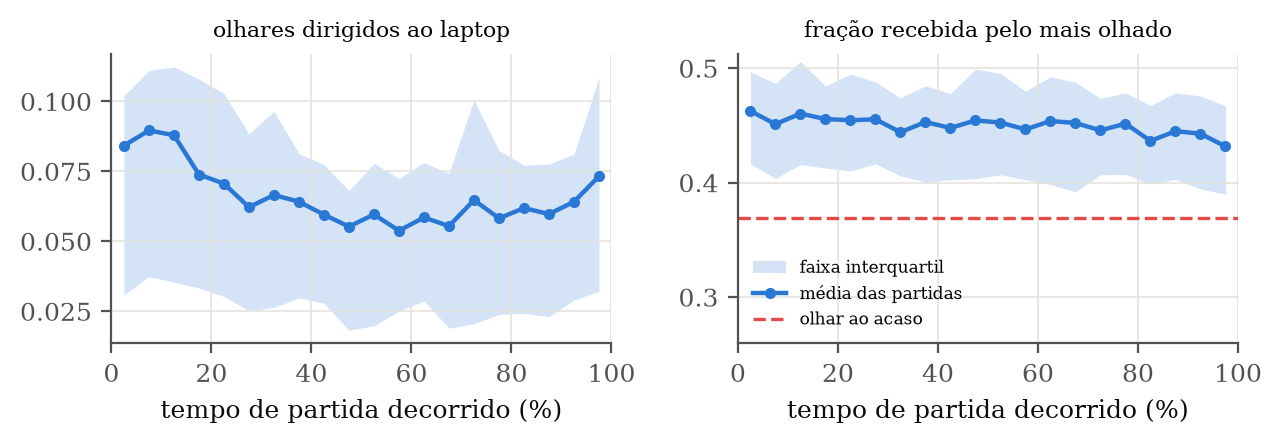 olhares dirigidos ao laptop
0.100
0.075
0.050
0.025
0 20 40 60 80 100
tempo de partida decorrido (%)
fração recebida pelo mais olhado
0.5
0.4
0.3
faixa interquartil
média das partidas
olhar ao acaso
0 20 40 60 80 100
tempo de partida decorrido (%)